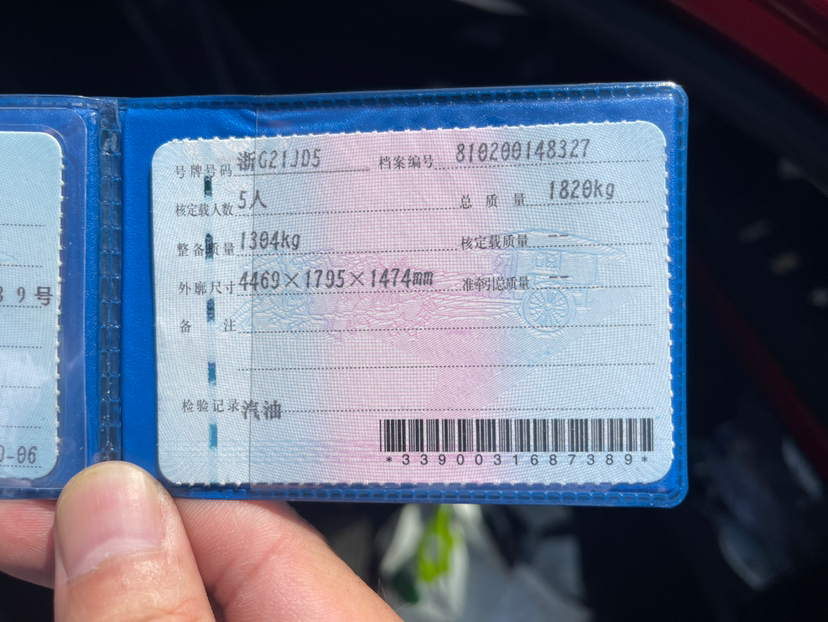 号牌号码 浙G21JD5 档案编号 810200148327
核定载人数 5人 总质量 1820kg
整备质量 1304kg 核定载质量 --
外廓尺寸 4469×1795×1474mm 准牵引总质量 --
备注
检验记录 汽油
*3390031687389*
39号
0-06